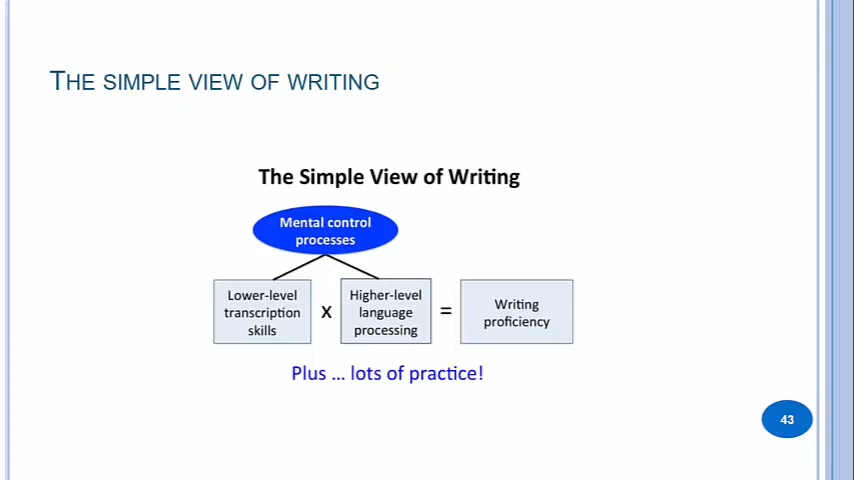 THE SIMPLE VIEW OF WRITING
The Simple View of Writing
Mental control
processes
Lower-level
transcription
skills
x
Higher-level
language
processing
=
Writing
proficiency
Plus ... lots of practice!
43